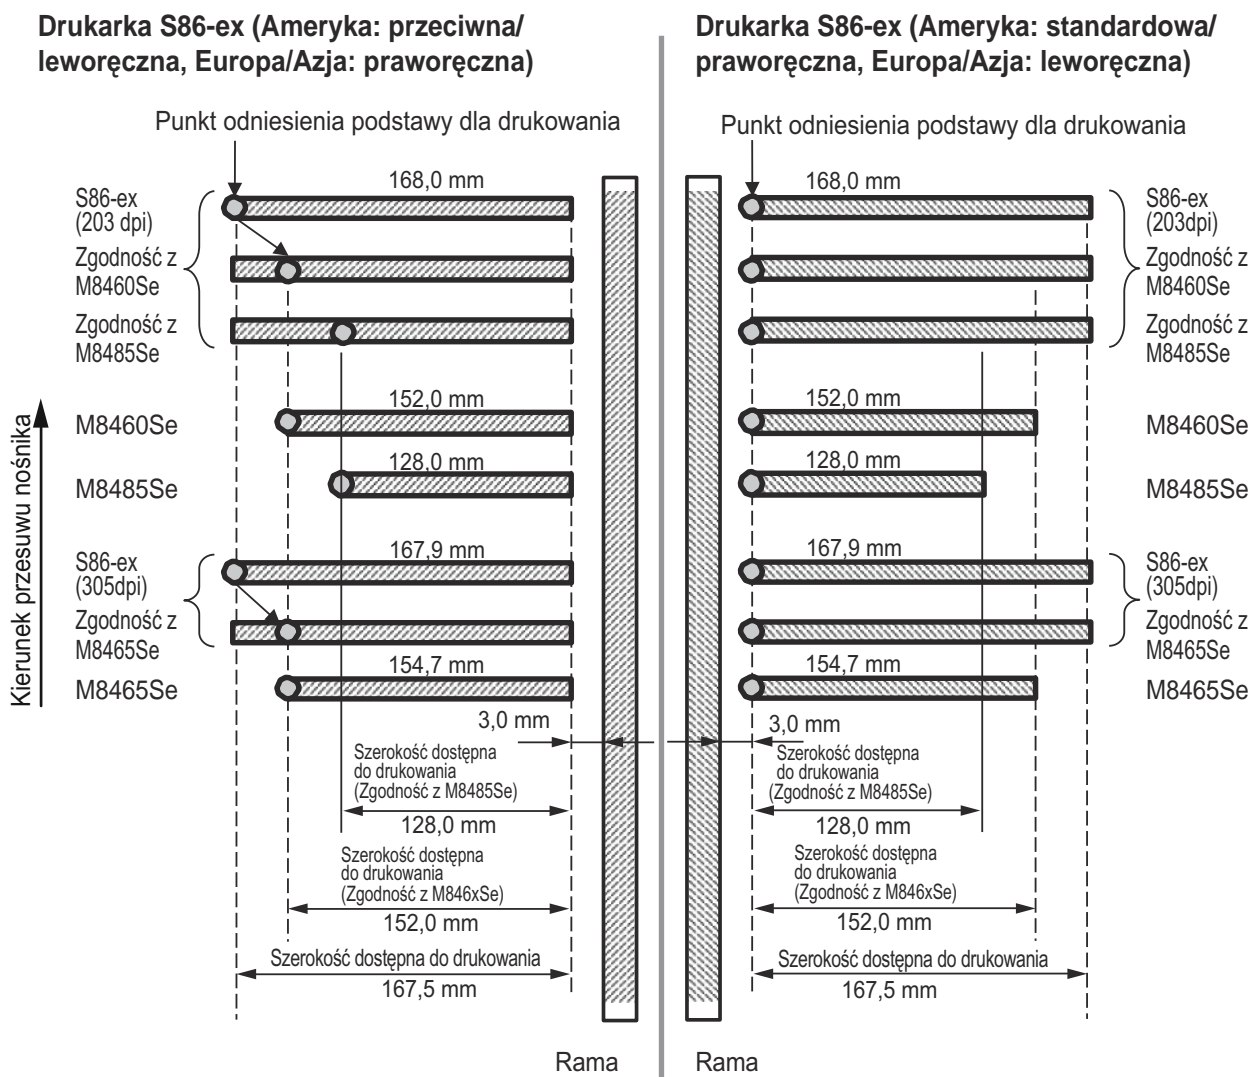 Drukarka S86-ex (Ameryka: przeciwna/
leworęczna, Europa/Azja: praworęczna)
Punkt odniesienia podstawy dla drukowania
168,0 mm
S86-ex
(203 dpi)
Zgodność z
M8460Se
Zgodność z
M8485Se
152,0 mm
M8460Se
128,0 mm
M8485Se
167,9 mm
S86-ex
(305dpi)
Zgodność z
M8465Se
154,7 mm
M8465Se
Kierunek przesuwu nośnika
3,0 mm
Szerokość dostępna
do drukowania
(Zgodność z M8485Se)
128,0 mm
Szerokość dostępna
do drukowania
(Zgodność z M846xSe)
152,0 mm
Szerokość dostępna do drukowania
167,5 mm
Rama
Drukarka S86-ex (Ameryka: standardowa/
praworęczna, Europa/Azja: leworęczna)
Punkt odniesienia podstawy dla drukowania
168,0 mm
S86-ex
(203dpi)
Zgodność z
M8460Se
Zgodność z
M8485Se
152,0 mm
M8460Se
128,0 mm
M8485Se
167,9 mm
S86-ex
(305dpi)
Zgodność z
M8465Se
154,7 mm
M8465Se
3,0 mm
Szerokość dostępna
do drukowania
(Zgodność z M8485Se)
128,0 mm
Szerokość dostępna
do drukowania
(Zgodność z M846xSe)
152,0 mm
Szerokość dostępna do drukowania
167,5 mm
Rama